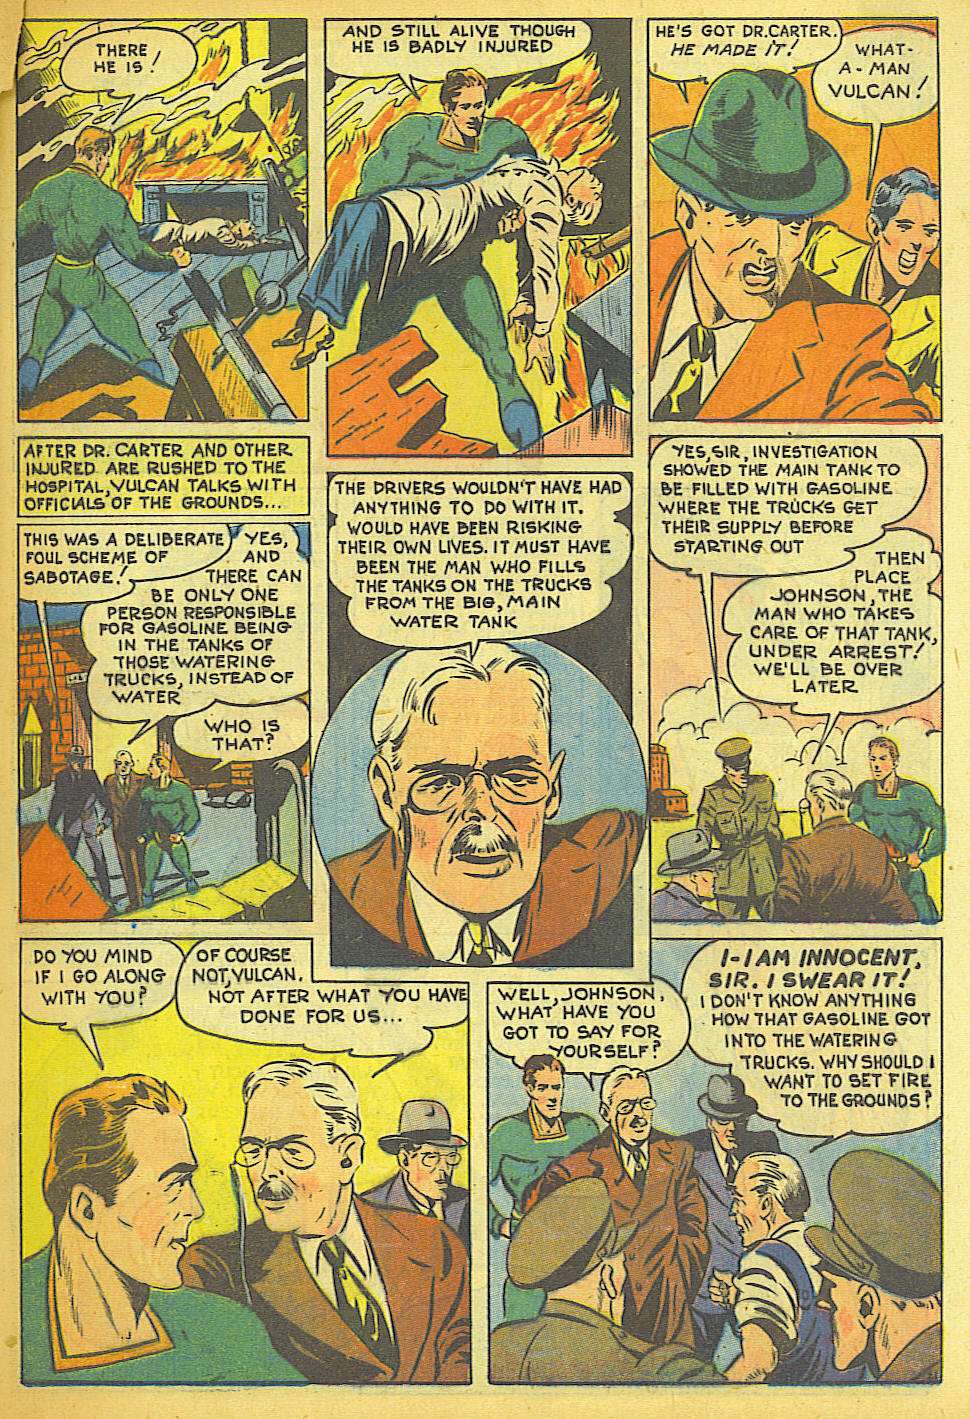 THERE
HE IS!
AND STILL ALIVE THOUGH
HE IS BADLY INJURED
HE'S GOT DR. CARTER.
HE MADE IT!
WHAT-
A-MAN
VULCAN!
AFTER DR. CARTER AND OTHER
INJURED ARE RUSHED TO THE
HOSPITAL, VULCAN TALKS WITH
OFFICIALS OF THE GROUNDS...
THIS WAS A DELIBERATE
FOUL SCHEME OF
SABOTAGE!
YES,
AND
THERE CAN
BE ONLY ONE
PERSON RESPONSIBLE
FOR GASOLINE BEING
IN THE TANKS OF
THOSE WATERING
TRUCKS, INSTEAD OF
WATER
WHO IS
THAT?
THE DRIVERS WOULDN'T HAVE HAD
ANYTHING TO DO WITH IT.
WOULD HAVE BEEN RISKING
THEIR OWN LIVES. IT MUST HAVE
BEEN THE MAN WHO FILLS
THE TANKS ON THE TRUCKS
FROM THE BIG, MAIN
WATER TANK
YES, SIR, INVESTIGATION
SHOWED THE MAIN TANK TO
BE FILLED WITH GASOLINE
WHERE THE TRUCKS GET
THEIR SUPPLY BEFORE
STARTING OUT
THEN
PLACE
JOHNSON, THE
MAN WHO TAKES
CARE OF THAT TANK,
UNDER ARREST!
WE'LL BE OVER
LATER
DO YOU MIND
IF I GO ALONG
WITH YOU?
OF COURSE
NOT, VULCAN.
NOT AFTER WHAT YOU HAVE
DONE FOR US...
WELL, JOHNSON,
WHAT HAVE YOU
GOT TO SAY FOR
YOURSELF?
I-I AM INNOCENT,
SIR. I SWEAR IT!
I DON'T KNOW ANYTHING
HOW THAT GASOLINE GOT
INTO THE WATERING
TRUCKS. WHY SHOULD I
WANT TO SET FIRE
TO THE GROUNDS?